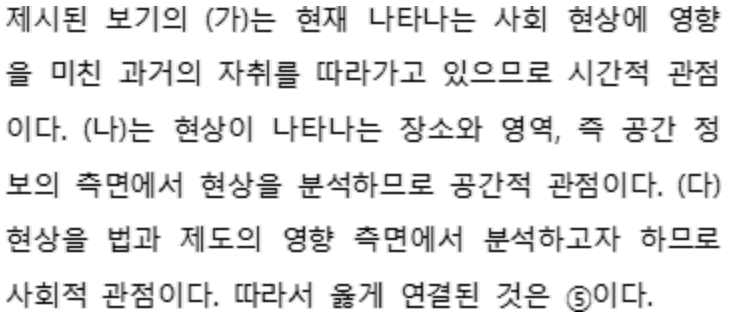 제시된 보기의 (가)는 현재 나타나는 사회 현상에 영향
을 미친 과거의 자취를 따라가고 있으므로 시간적 관점
이다. (나)는 현상이 나타나는 장소와 영역, 즉 공간 정
보의 측면에서 현상을 분석하므로 공간적 관점이다. (다)
현상을 법과 제도의 영향 측면에서 분석하고자 하므로
사회적 관점이다. 따라서 옳게 연결된 것은 ⑤이다.